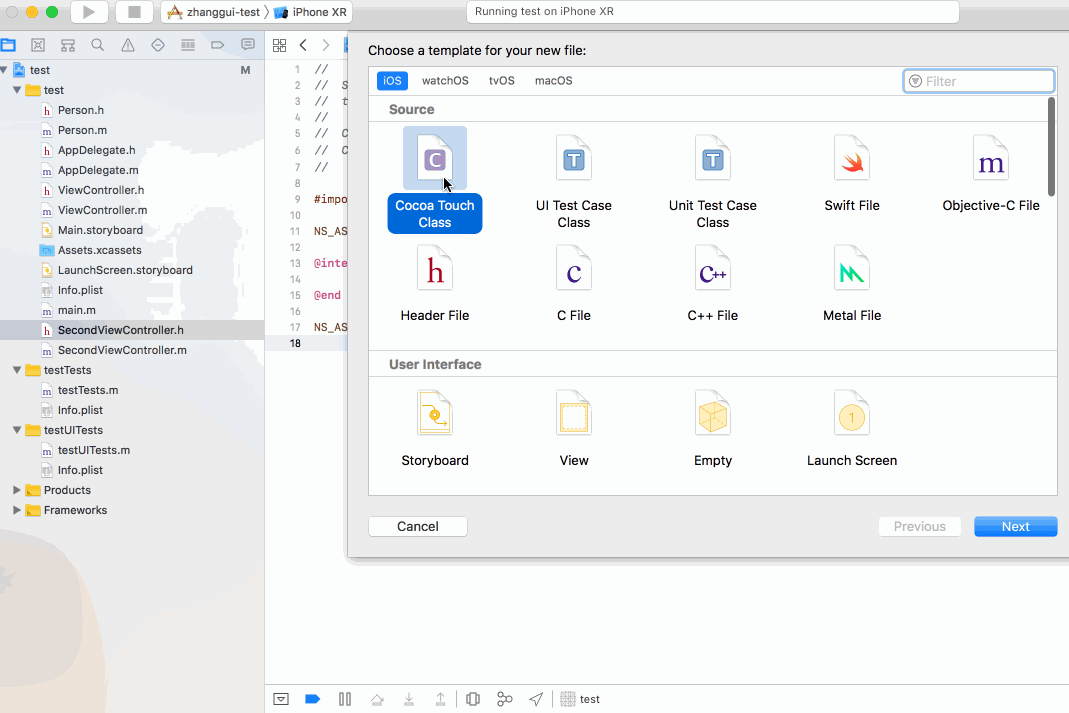 zhanggui-test
iPhone XR
Running test on iPhone XR
test
M
test
Person.h
Person.m
AppDelegate.h
AppDelegate.m
ViewController.h
ViewController.m
Main.storyboard
Assets.xcassets
LaunchScreen.storyboard
Info.plist
main.m
SecondViewController.h
SecondViewController.m
testTests
testTests.m
Info.plist
testUITests
testUITests.m
Info.plist
Products
Frameworks
1 //
2 // S
3 // t
4 //
5 // C
6 // C
7 //
8
9 #impo
10
11 NS_AS
12
13 @inte
14
15 @end
16
17 NS_AS
18
Choose a template for your new file:
iOS watchOS tvOS macOS
Filter
Source
C
Cocoa Touch
Class
T
UI Test Case
Class
T
Unit Test Case
Class
Swift File
m
Objective-C File
h
Header File
c
C File
C++
C++ File
Metal File
User Interface
Storyboard
View
Empty
1
Launch Screen
Cancel
Previous
Next
test